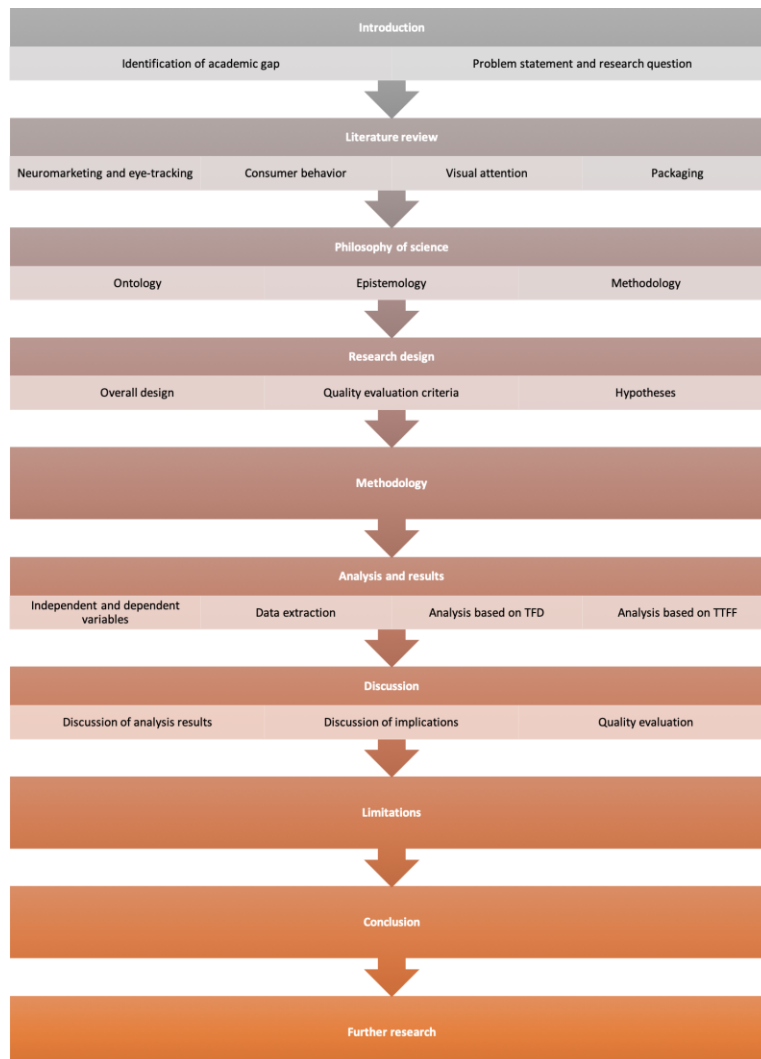 Introduction
Identification of academic gap
Problem statement and research question
Literature review
Neuromarketing and eye-tracking
Consumer behavior
Visual attention
Packaging
Philosophy of science
Ontology
Epistemology
Methodology
Research design
Overall design
Quality evaluation criteria
Hypotheses
Methodology
Analysis and results
Independent and dependent
variables
Data extraction
Analysis based on TFD
Analysis based on TTFF
Discussion
Discussion of analysis results
Discussion of implications
Quality evaluation
Limitations
Conclusion
Further research